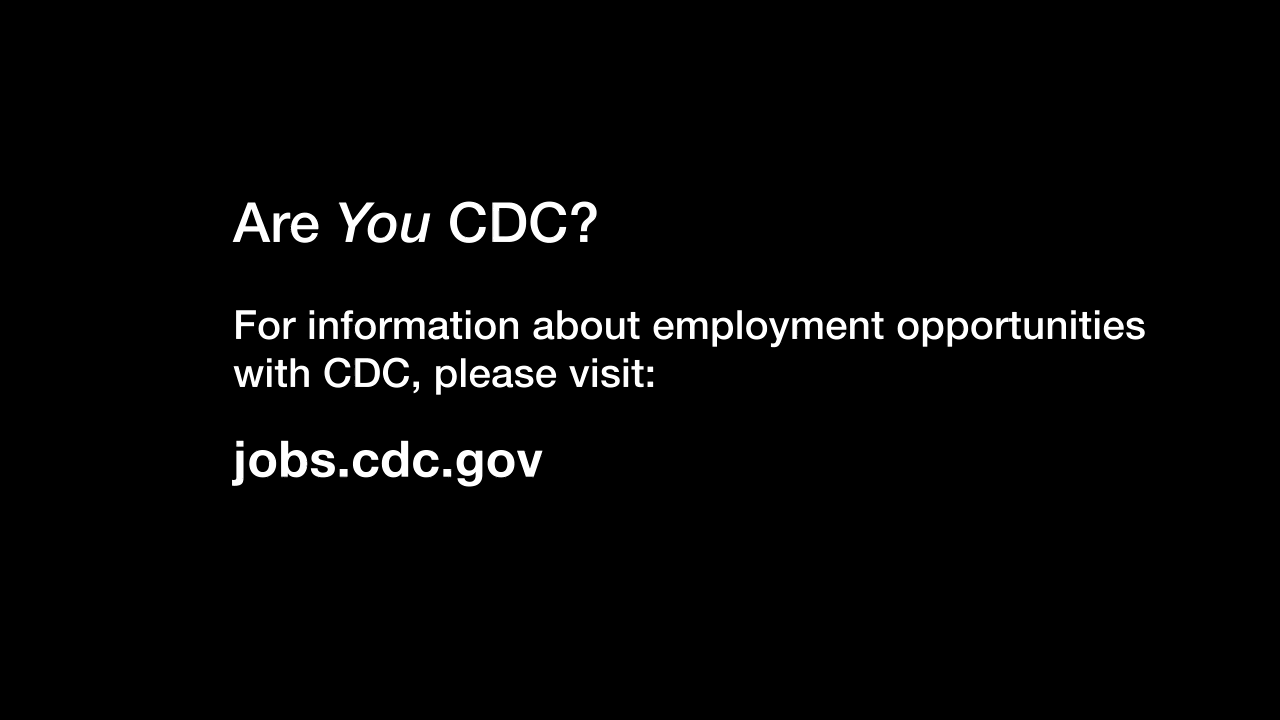 Are You CDC?
For information about employment opportunities
with CDC, please visit:
jobs.cdc.gov